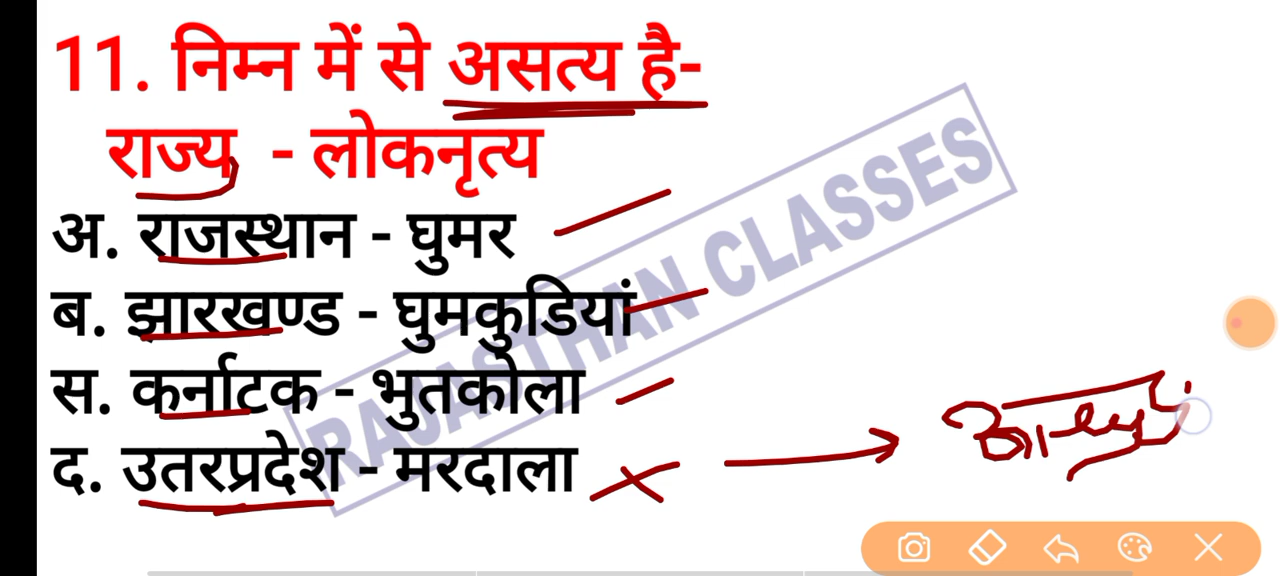 11. निम्न में से असत्य है-
राज्य - लोकनृत्य
अ. राजस्थान - घुमर
ब. झारखण्ड - घुमकुडियां
स. कर्नाटक - भुतकोला
द. उतरप्रदेश - मरदाला
RAJASTHAN CLASSES